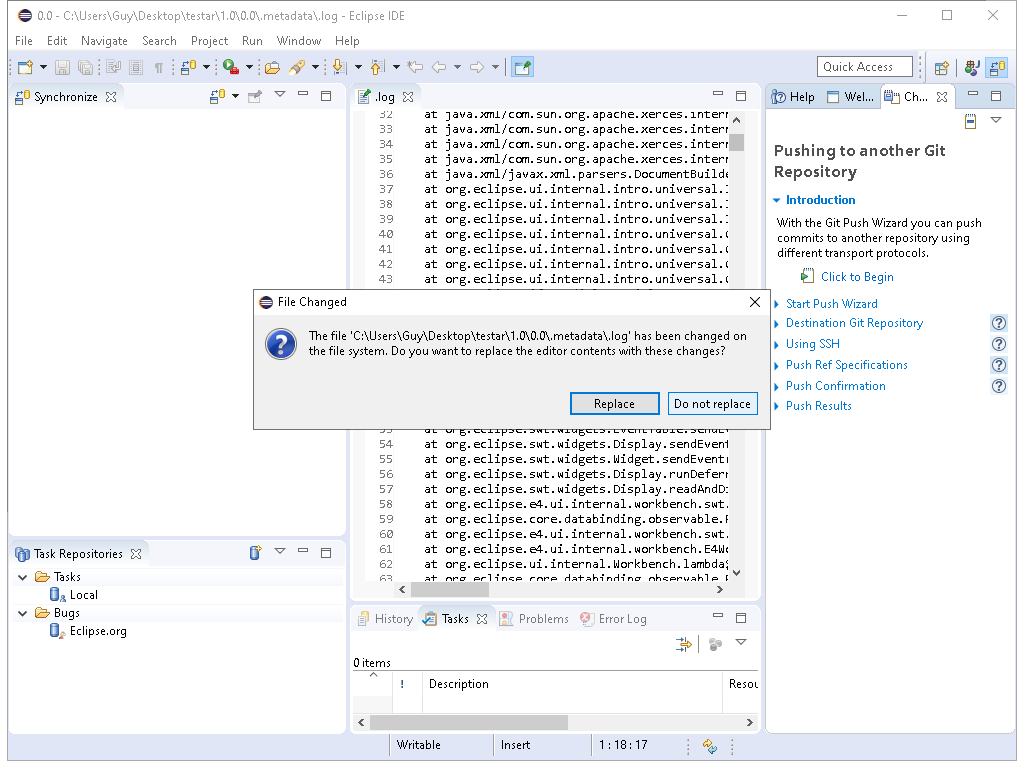 0.0 - C:\Users\Guy\Desktop\testar\1.0\0.0\.metadata\.log - Eclipse IDE
File Edit Navigate Search Project Run Window Help
Quick Access
Synchronize
.log
Help Wel... Ch...
32 at java.xml/com.sun.org.apache.xerces.intern
33 at java.xml/com.sun.org.apache.xerces.intern
34 at java.xml/com.sun.org.apache.xerces.intern
35 at java.xml/com.sun.org.apache.xerces.intern
36 at java.xml/javax.xml.parsers.DocumentBuilde
37 at org.eclipse.ui.internal.intro.universal.
38 at org.eclipse.ui.internal.intro.universal.
39 at org.eclipse.ui.internal.intro.universal.
40 at org.eclipse.ui.internal.intro.universal.
41 at org.eclipse.ui.internal.intro.universal.
42 at org.eclipse.ui.internal.intro.universal.
43 at org.eclipse.ui.internal.intro.universal.
Pushing to another Git
Repository
Introduction
With the Git Push Wizard you can push
commits to another repository using
different transport protocols.
Click to Begin
Start Push Wizard
Destination Git Repository
Using SSH
Push Ref Specifications
Push Confirmation
Push Results
File Changed
The file 'C:\Users\Guy\Desktop\testar\1.0\0.0\.metadata\.log' has been changed on
the file system. Do you want to replace the editor contents with these changes?
Replace Do not replace
53 at org.eclipse.swt.widgets.EventTable.sendEv
54 at org.eclipse.swt.widgets.Display.sendEvent
55 at org.eclipse.swt.widgets.Widget.sendEvent
56 at org.eclipse.swt.widgets.Display.runDeferr
57 at org.eclipse.swt.widgets.Display.readAndDi
58 at org.eclipse.e4.ui.internal.workbench.swt.
59 at org.eclipse.core.databinding.observable.R
60 at org.eclipse.e4.ui.internal.workbench.swt.
61 at org.eclipse.e4.ui.internal.workbench.E4Wo
62 at org.eclipse.ui.internal.Workbench.lambda$
63 at org.eclipse.core.databinding.observable.R
Task Repositories
Tasks
Local
Bugs
Eclipse.org
History Tasks Problems Error Log
0 items
! Description Resou
Writable Insert 1 : 18 : 17